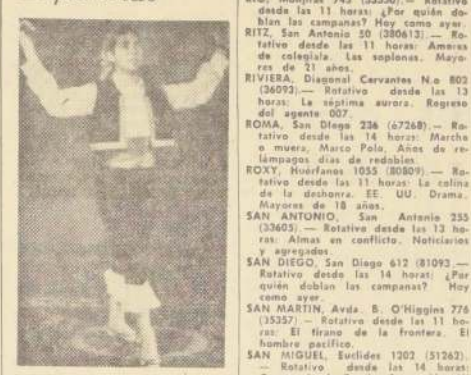 desde las 11 horas: ¿Por quién do-
blan las campanas? Hoy como ayer.
RITZ, San Antonio 50 (380613).— Ro-
tativo desde las 11 horas: Amores
de colegiala. Las soplonas. Mayo-
res de 21 años.
RIVIERA, Diagonal Cervantes N.o 802
(36093).— Rotativo desde las 13
horas: La séptima aurora. Regreso
del agente 007.
ROMA, San Diego 236 (67268).— Ro-
tativo desde las 14 horas: Marcha
o muera, Marco Polo, Años de re-
lámpagos días de redobles.
ROXY, Huérfanos 1055 (80809).— Ro-
tativo desde las 11 horas: La colina
de la deshonra. EE. UU. Drama.
Mayores de 18 años.
SAN ANTONIO, San Antonio 255
(33605).— Rotativo desde las 13 ho-
ras: Almas en conflicto. Noticiarios
y agregados.
SAN DIEGO, San Diego 612 (81093).—
Rotativo desde las 14 horas: ¿Por
quién doblan las campanas? Hoy
como ayer.
SAN MARTIN, Avda. B. O'Higgins 776
(35357).— Rotativo desde las 11 ho-
ras: El tirano de la frontera. El
hombre pacífico.
SAN MIGUEL, Euclides 1202 (51262).
— Rotativo desde las 14 horas: